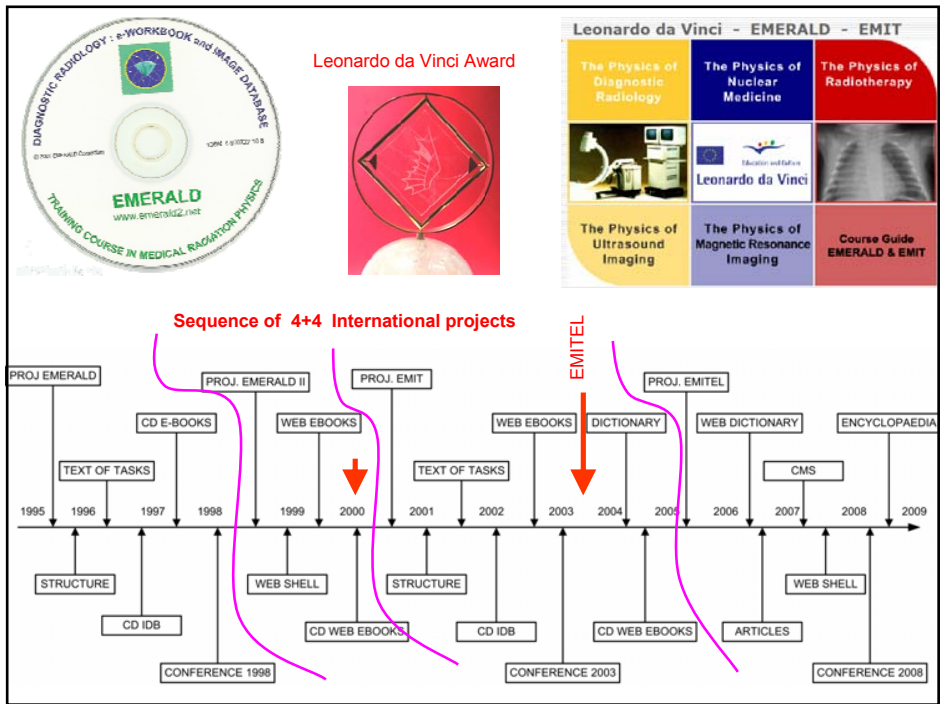 DIAGNOSTIC RADIOLOGY : e-WORKBOOK and IMAGE DATABASE
EMERALD
www.emerald2.net
TRAINING COURSE IN MEDICAL RADIATION PHYSICS
Leonardo da Vinci Award
Leonardo da Vinci - EMERALD - EMIT
The Physics of
Diagnostic
Radiology
The Physics of
Nuclear
Medicine
The Physics of
Radiotherapy
Education and Culture
Leonardo da Vinci
The Physics of
Ultrasound
Imaging
The Physics of
Magnetic Resonance
Imaging
Course Guide
EMERALD & EMIT
Sequence of 4+4 International projects
EMITEL
PROJ EMERALD
PROJ. EMERALD II
PROJ. EMIT
PROJ. EMITEL
CD E-BOOKS
WEB EBOOKS
WEB EBOOKS
DICTIONARY
WEB DICTIONARY
ENCYCLOPAEDIA
TEXT OF TASKS
TEXT OF TASKS
CMS
1995 1996 1997 1998 1999 2000 2001 2002 2003 2004 2005 2006 2007 2008 2009
STRUCTURE
WEB SHELL
STRUCTURE
WEB SHELL
CD IDB
CD WEB EBOOKS
CD IDB
CD WEB EBOOKS
ARTICLES
CONFERENCE 1998
CONFERENCE 2003
CONFERENCE 2008